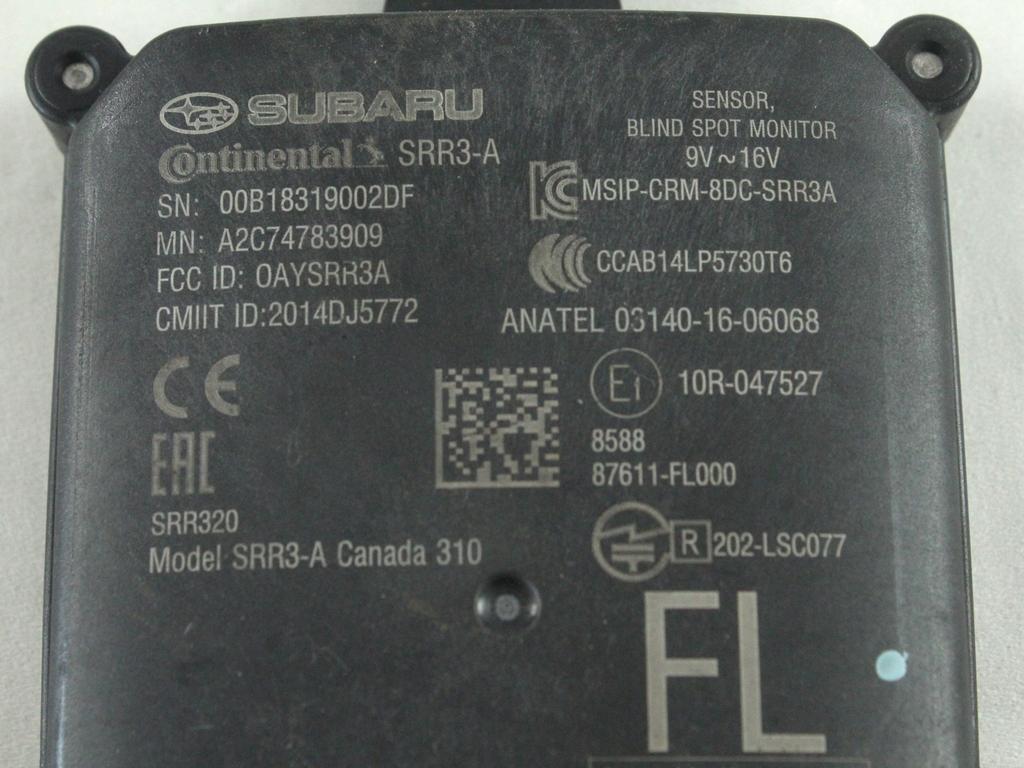 SUBARU
Continental SRR3-A
SN: 00B18319002DF
MN: A2C74783909
FCC ID: OAYSRR3A
CMIIT ID:2014DJ5772
CE
EAC
SRR320
Model SRR3-A Canada 310
SENSOR,
BLIND SPOT MONITOR
9V~16V
MSIP-CRM-8DC-SRR3A
CCAB14LP5730T6
ANATEL 03140-16-06068
E1 10R-047527
8588
87611-FL000
R 202-LSC077
FL